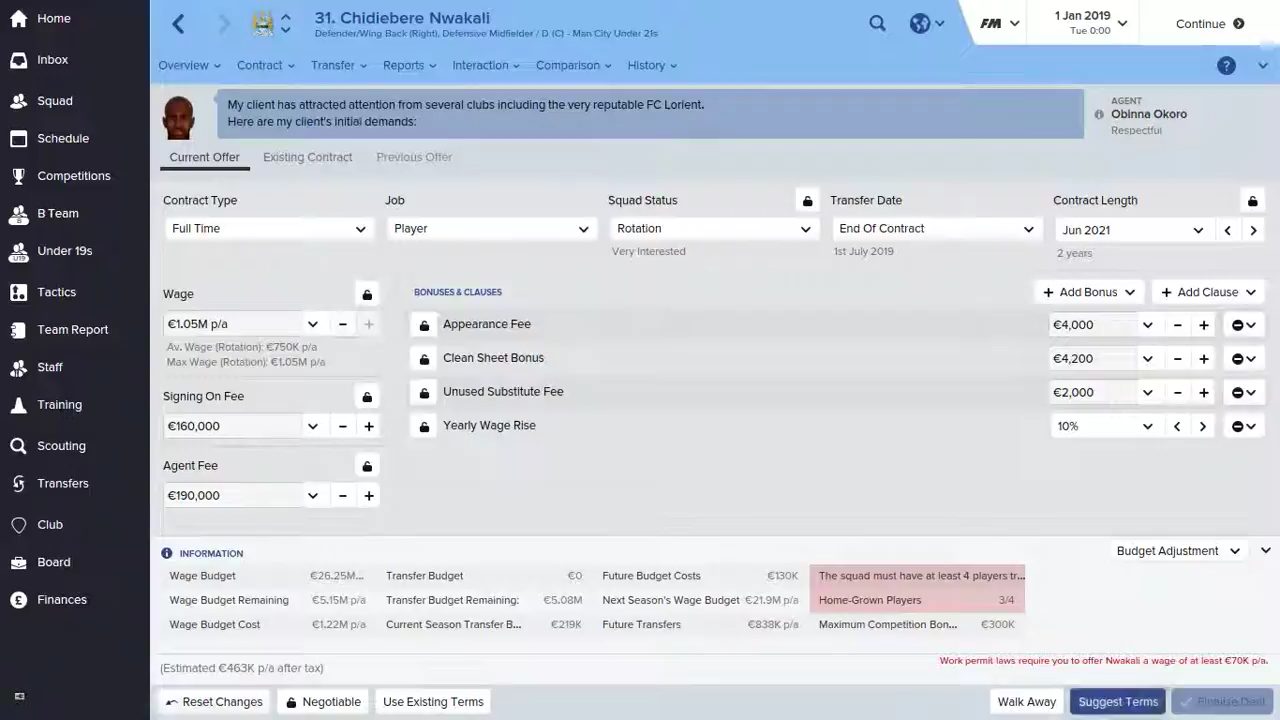 Home
Inbox
Squad
Schedule
Competitions
B Team
Under 19s
Tactics
Team Report
Staff
Training
Scouting
Transfers
Club
Board
Finances
31. Chidiebere Nwakali
Defender/Wing Back (Right), Defensive Midfielder / D (C) - Man City Under 21s
FM
1 Jan 2019
Tue 0:00
Continue
Overview
Contract
Transfer
Reports
Interaction
Comparison
History
My client has attracted attention from several clubs including the very reputable FC Lorient.
Here are my client's initial demands:
AGENT
Obinna Okoro
Respectful
Current Offer
Existing Contract
Previous Offer
Contract Type
Job
Squad Status
Transfer Date
Contract Length
Full Time
Player
Rotation
End Of Contract
Jun 2021
Very Interested
1st July 2019
2 years
Wage
€1.05M p/a
Av. Wage (Rotation): €750K p/a
Max Wage (Rotation): €1.05M p/a
Signing On Fee
€160,000
Agent Fee
€190,000
BONUSES & CLAUSES
Add Bonus
Add Clause
Appearance Fee €4,000
Clean Sheet Bonus €4,200
Unused Substitute Fee €2,000
Yearly Wage Rise 10%
INFORMATION
Budget Adjustment
Wage Budget €26.25M... Transfer Budget €0 Future Budget Costs €130K The squad must have at least 4 players tr...
Wage Budget Remaining €5.15M p/a Transfer Budget Remaining: €5.08M Next Season's Wage Budget €21.9M p/a Home-Grown Players 3/4
Wage Budget Cost €1.22M p/a Current Season Transfer B... €219K Future Transfers €838K p/a Maximum Competition Bon... €300K
(Estimated €463K p/a after tax)
Work permit laws require you to offer Nwakali a wage of at least €70K p/a.
Reset Changes
Negotiable
Use Existing Terms
Walk Away
Suggest Terms
Finalise Deal